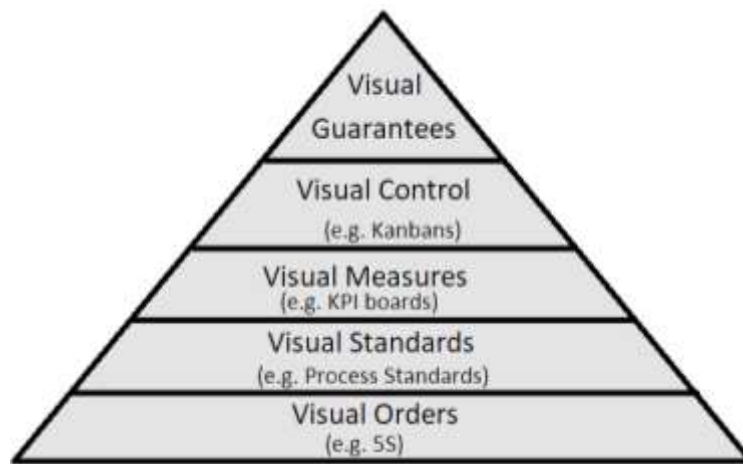 Visual
Guarantees
Visual Control
(e.g. Kanbans)
Visual Measures
(e.g. KPI boards)
Visual Standards
(e.g. Process Standards)
Visual Orders
(e.g. 5S)